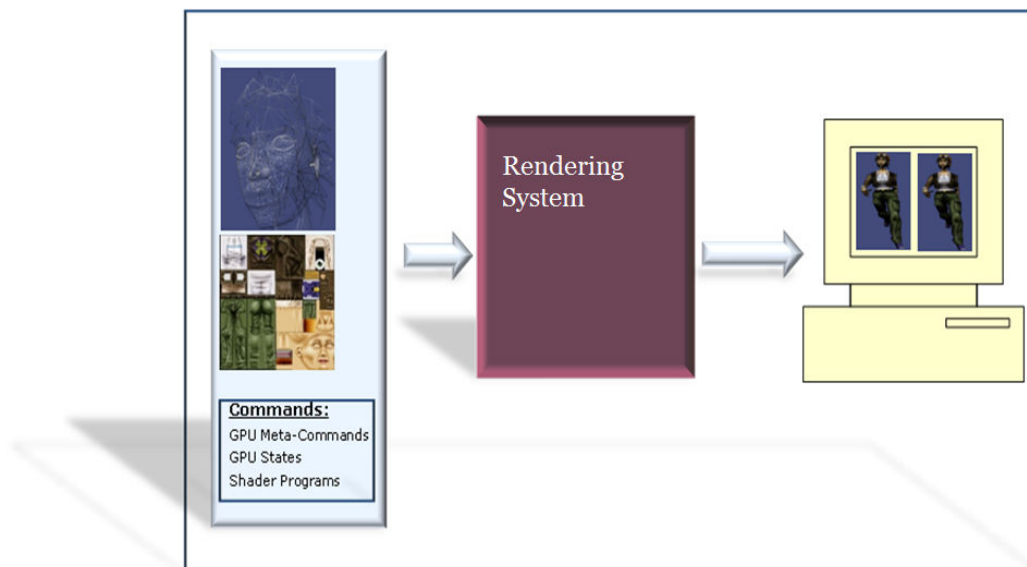 Rendering
System
Commands:
GPU Meta-Commands
GPU States
Shader Programs